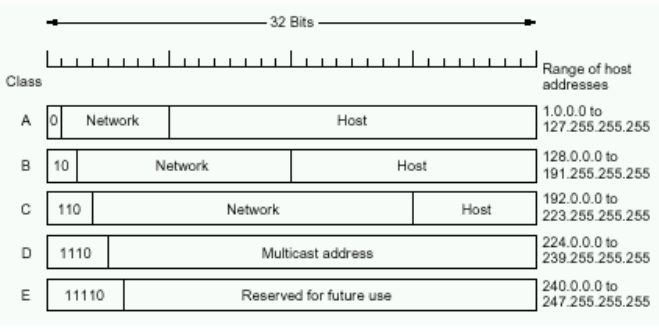 32 Bits
Class
Range of host
addresses
A 0 Network Host 1.0.0.0 to
127.255.255.255
B 10 Network Host 128.0.0.0 to
191.255.255.255
C 110 Network Host 192.0.0.0 to
223.255.255.255
D 1110 Multicast address 224.0.0.0 to
239.255.255.255
E 11110 Reserved for future use 240.0.0.0 to
247.255.255.255